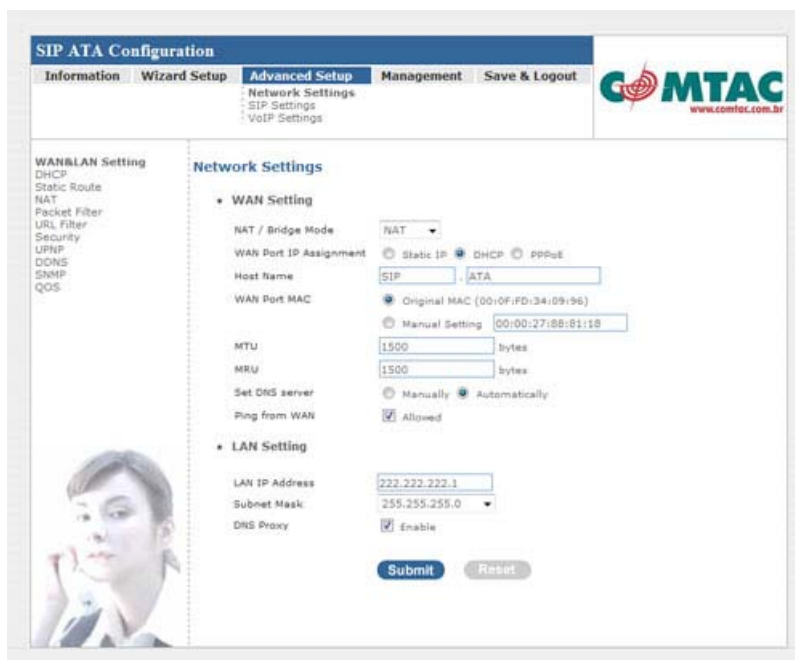 SIP ATA Configuration
Information Wizard Setup Advanced Setup Management Save & Logout
Network Settings
SIP Settings
VoIP Settings
COMTAC
www.comtac.com.br
WAN&LAN Setting
DHCP
Static Route
NAT
Packet Filter
URL Filter
Security
UPNP
DDNS
SNMP
QOS
Network Settings
• WAN Setting
NAT / Bridge Mode NAT
WAN Port IP Assignment Static IP DHCP PPPoE
Host Name SIP . ATA
WAN Port MAC Original MAC (00:0F:FD:34:09:96)
Manual Setting 00:00:27:88:81:18
MTU 1500 bytes
MRU 1500 bytes
Set DNS server Manually Automatically
Ping from WAN Allowed
• LAN Setting
LAN IP Address 222.222.222.1
Subnet Mask 255.255.255.0
DNS Proxy Enable
Submit Reset